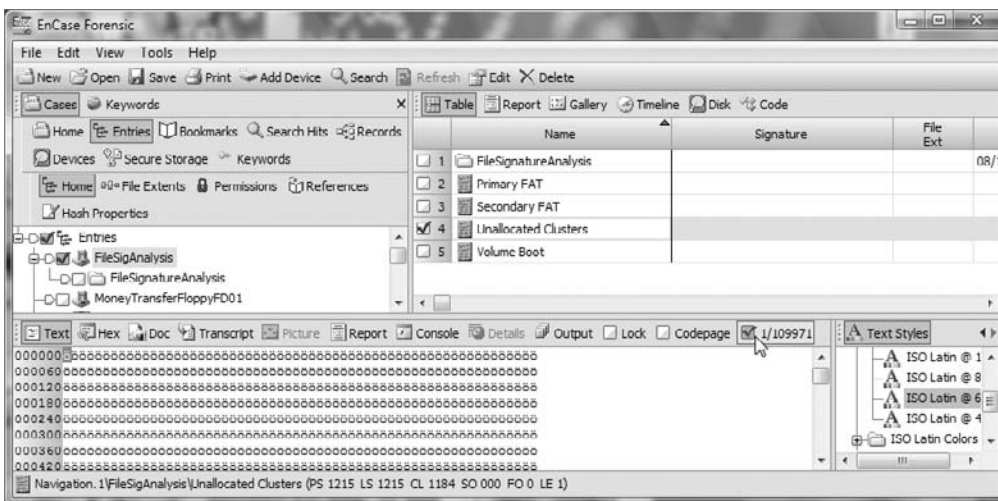 EnCase Forensic
File Edit View Tools Help
New Open Save Print Add Device Search Refresh Edit Delete
Cases Keywords
Table Report Gallery Timeline Disk Code
Home Entries Bookmarks Search Hits Records
Devices Secure Storage Keywords
Home File Extents Permissions References
Hash Properties
Entries
FileSigAnalysis
FileSignatureAnalysis
MoneyTransferFloppyFD01
Name Signature File Ext
1 FileSignatureAnalysis 08/
2 Primary FAT
3 Secondary FAT
4 Unallocated Clusters
5 Volume Boot
Text Hex Doc Transcript Picture Report Console Details Output Lock Codepage 1/109971
000000
000060
000120
000180
000240
000300
000360
000420
Text Styles
ISO Latin @ 1
ISO Latin @ 8
ISO Latin @ 6
ISO Latin @ 4
ISO Latin Colors
Navigation.1\FileSigAnalysis\Unallocated Clusters (PS 1215 LS 1215 CL 1184 SO 000 FO 0 LE 1)